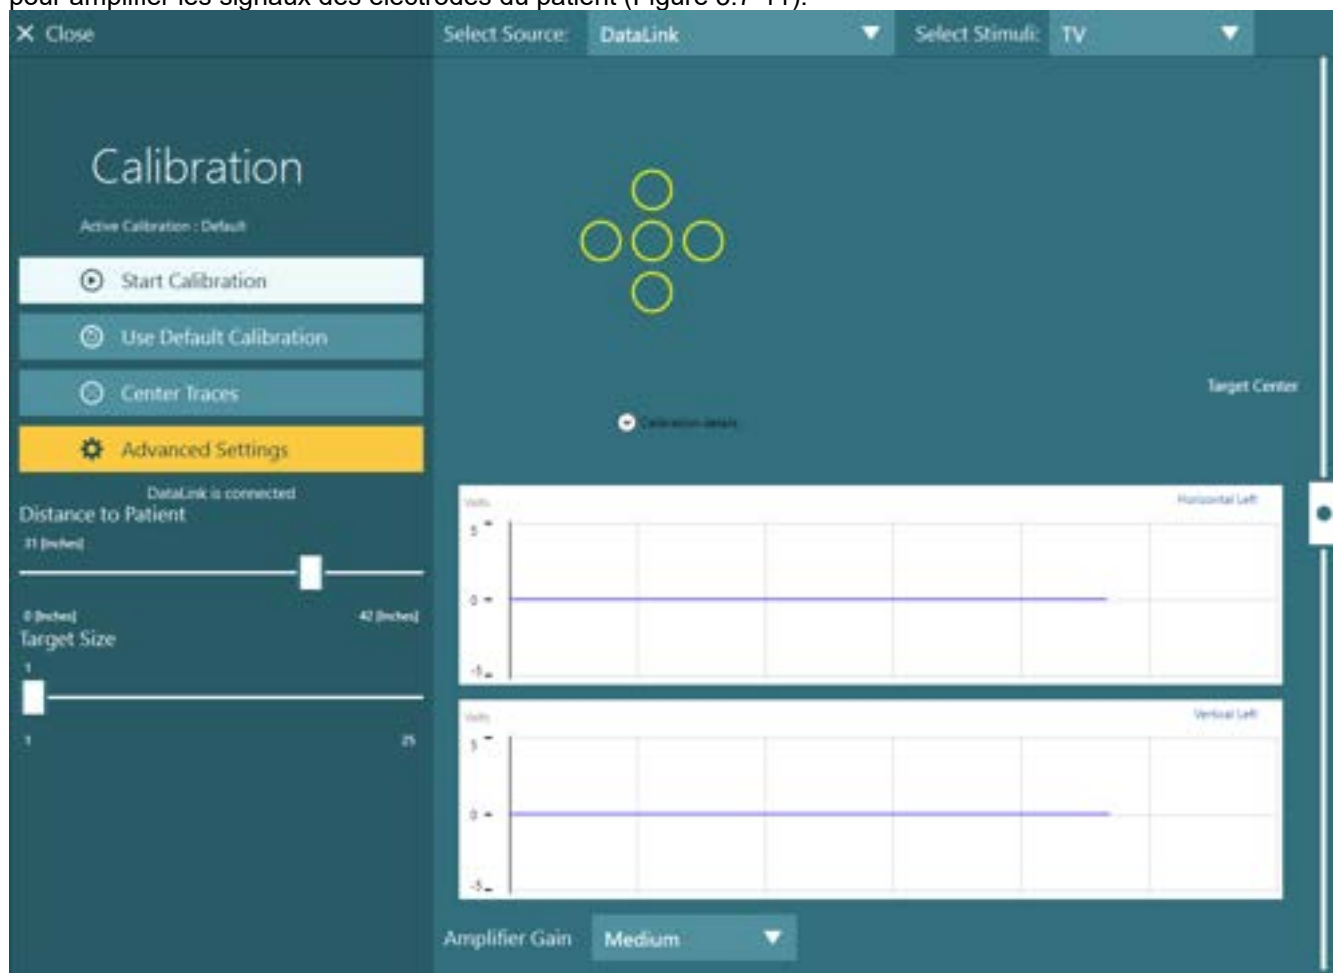 pour amplifier les signaux des électrodes du patient (Figure 3.7-11).
Close
Select Source: DataLink
Select Stimuli: TV
Calibration
Active Calibration : Default
Start Calibration
Use Default Calibration
Center Traces
Advanced Settings
DataLink is connected
Distance to Patient
31 [Inches]
0 [Inches] 42 [Inches]
Target Size
1
1 25
Target Center
Calibration details
Volts
Horizontal Left
5
0
-5
Volts
Vertical Left
5
0
-5
Amplifier Gain Medium